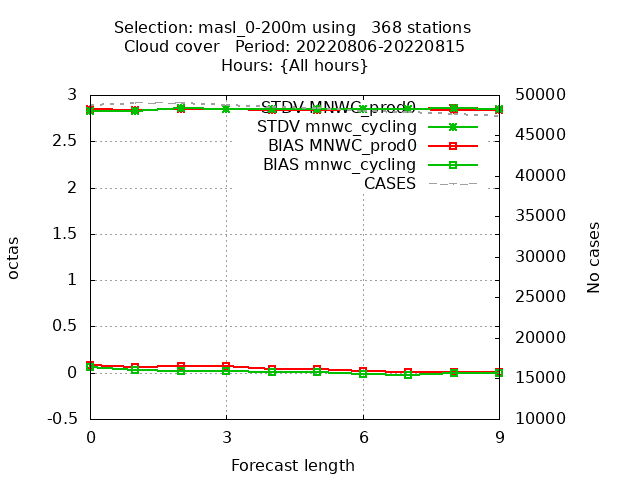 Selection: masl_0-200m using   368 stations
Cloud cover   Period: 20220806-20220815
Hours: {All hours}
3
2.5
2
1.5
1
0.5
0
-0.5
octas
50000
45000
40000
35000
30000
25000
20000
15000
10000
No cases
STDV MNWC_prod0
STDV mnwc_cycling
BIAS MNWC_prod0
BIAS mnwc_cycling
CASES
0 3 6 9
Forecast length